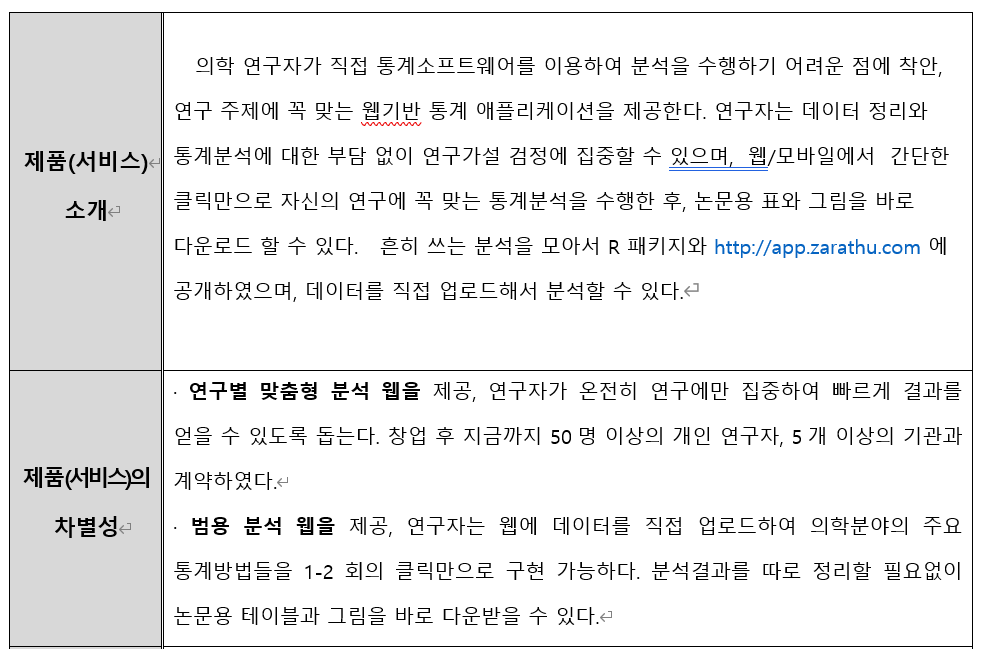 제품(서비스)
소개
의학 연구자가 직접 통계소프트웨어를 이용하여 분석을 수행하기 어려운 점에 착안,
연구 주제에 꼭 맞는 웹기반 통계 애플리케이션을 제공한다. 연구자는 데이터 정리와
통계분석에 대한 부담 없이 연구가설 검정에 집중할 수 있으며, 웹/모바일에서 간단한
클릭만으로 자신의 연구에 꼭 맞는 통계분석을 수행한 후, 논문용 표와 그림을 바로
다운로드 할 수 있다. 흔히 쓰는 분석을 모아서 R 패키지와 http://app.zarathu.com 에
공개하였으며, 데이터를 직접 업로드해서 분석할 수 있다.
제품(서비스)의
차별성
· 연구별 맞춤형 분석 웹을 제공, 연구자가 온전히 연구에만 집중하여 빠르게 결과를
얻을 수 있도록 돕는다. 창업 후 지금까지 50 명 이상의 개인 연구자, 5 개 이상의 기관과
계약하였다.
· 범용 분석 웹을 제공, 연구자는 웹에 데이터를 직접 업로드하여 의학분야의 주요
통계방법들을 1-2 회의 클릭만으로 구현 가능하다. 분석결과를 따로 정리할 필요없이
논문용 테이블과 그림을 바로 다운받을 수 있다.